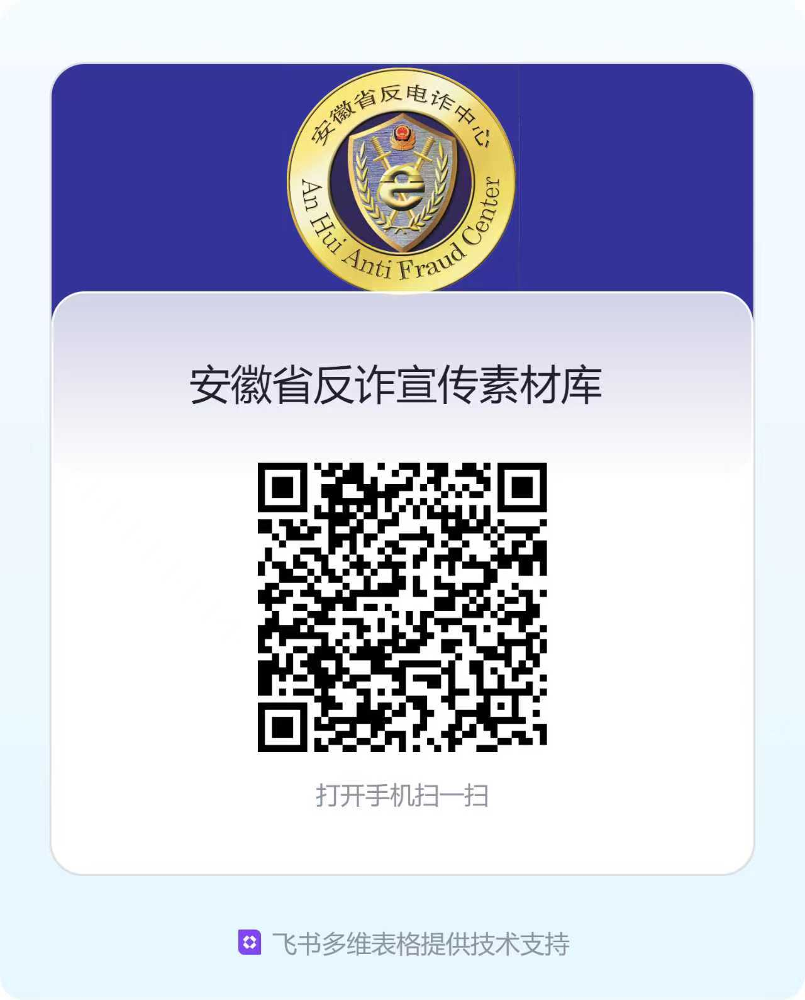 安徽省反电诈中心
An Hui Anti Fraud Center
安徽省反诈宣传素材库
打开手机扫一扫
飞书多维表格提供技术支持